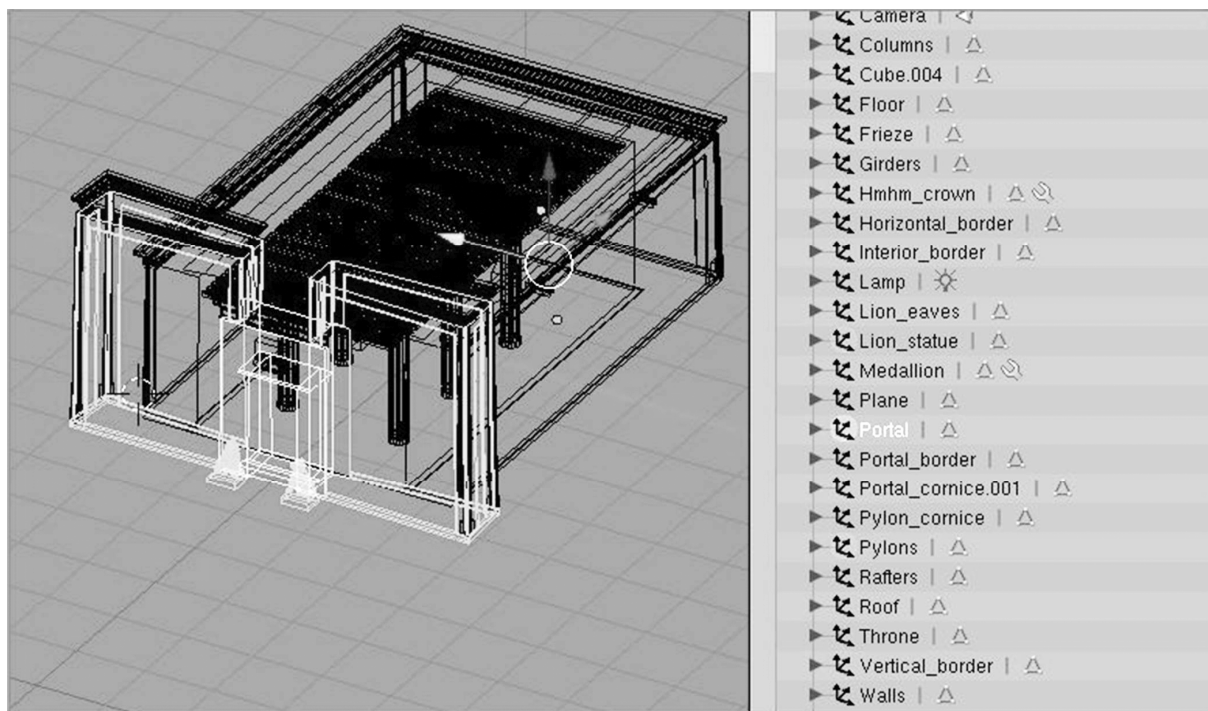 Camera |
Columns |
Cube.004 |
Floor |
Frieze |
Girders |
Hmhm_crown |
Horizontal_border |
Interior_border |
Lamp |
Lion_eaves |
Lion_statue |
Medallion |
Plane |
Portal |
Portal_border |
Portal_cornice.001 |
Pylon_cornice |
Pylons |
Rafters |
Roof |
Throne |
Vertical_border |
Walls |